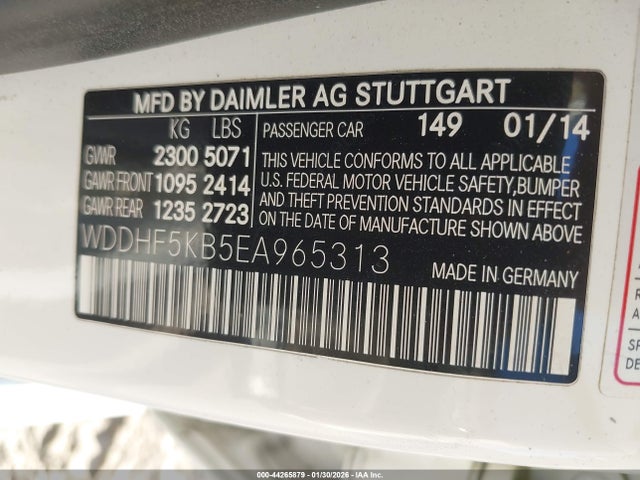 MFD BY DAIMLER AG STUTTGART
KG LBS
GVWR 2300 5071
GAWR FRONT 1095 2414
GAWR REAR 1235 2723
PASSENGER CAR 149 01/14
THIS VEHICLE CONFORMS TO ALL APPLICABLE
U.S. FEDERAL MOTOR VEHICLE SAFETY,BUMPER
AND THEFT PREVENTION STANDARDS IN EFFECT
ON THE DATE OF MANUFACTURE SHOWN ABOVE.
WDDHF5KB5EA965313
MADE IN GERMANY
000-44265879 - 01/30/2026 - IAA Inc.